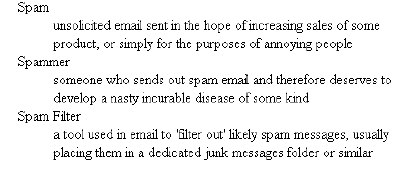 Spam
unsolicited email sent in the hope of increasing sales of some
product, or simply for the purposes of annoying people
Spammer
someone who sends out spam email and therefore deserves to
develop a nasty incurable disease of some kind
Spam Filter
a tool used in email to 'filter out' likely spam messages, usually
placing them in a dedicated junk messages folder or similar